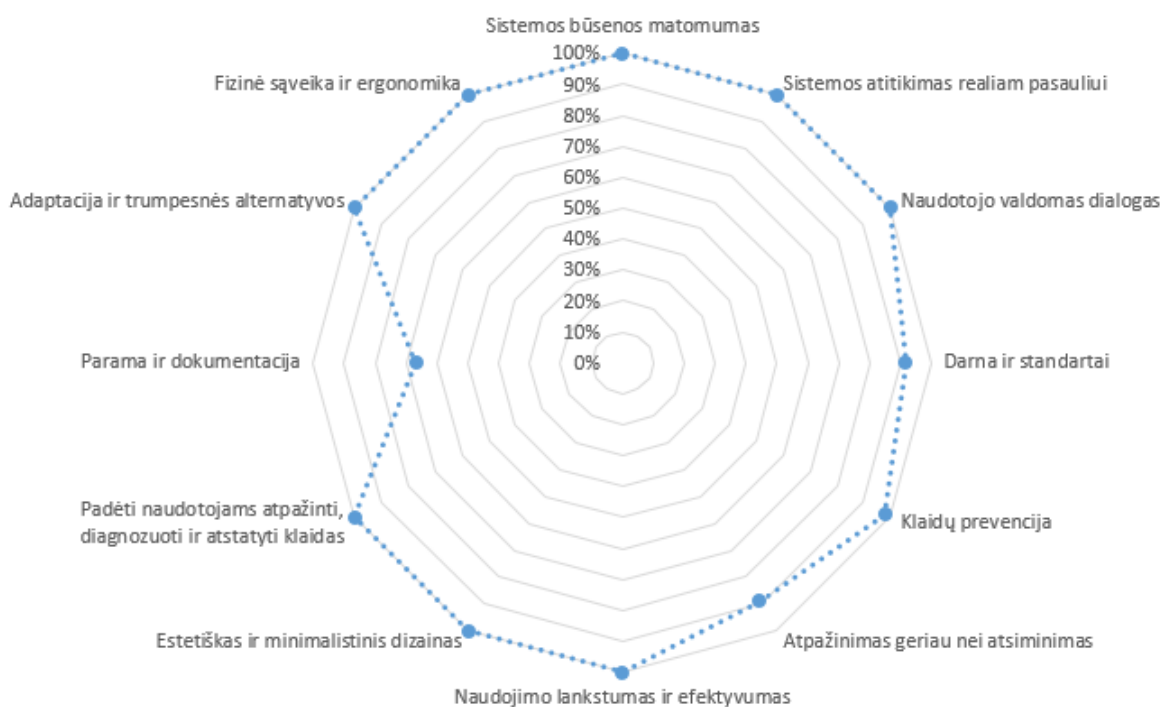 Sistemos būsenos matomumas
100%
Fizinė sąveika ir ergonomika
Sistemos atitikimas realiam pasauliui
90%
80%
70%
Adaptacija ir trumpesnės alternatyvos
Naudotojo valdomas dialogas
60%
50%
40%
30%
20%
10%
Parama ir dokumentacija
0%
Darna ir standartai
Padėti naudotojams atpažinti,
diagnozuoti ir atstatyti klaidas
Klaidų prevencija
Estetiškas ir minimalistinis dizainas
Atpažinimas geriau nei atsiminimas
Naudojimo lankstumas ir efektyvumas